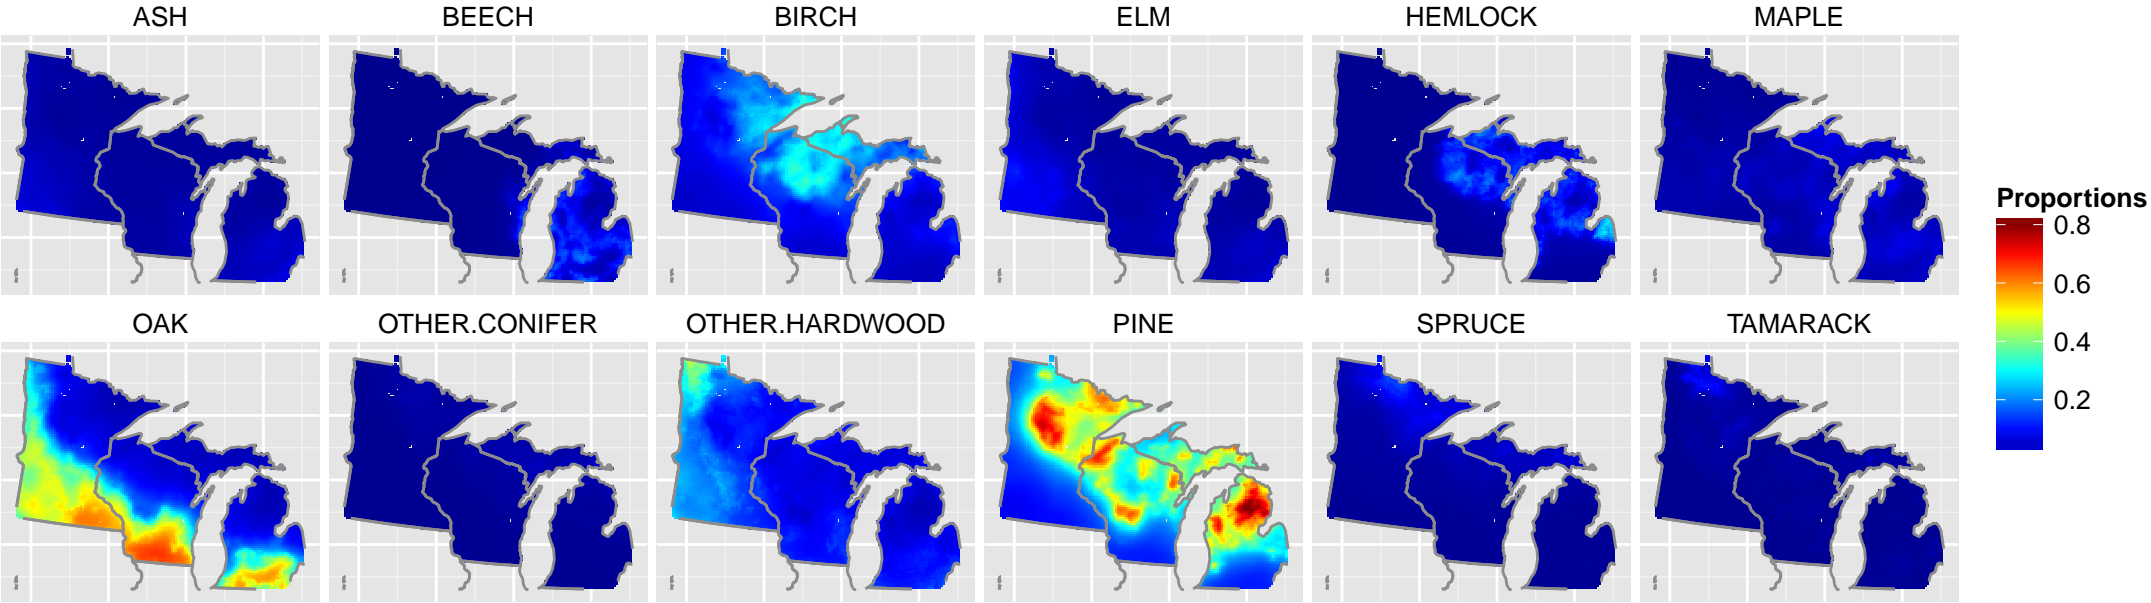 ASH BEECH BIRCH ELM HEMLOCK MAPLE
OAK OTHER.CONIFER OTHER.HARDWOOD PINE SPRUCE TAMARACK
Proportions
0.8
0.6
0.4
0.2